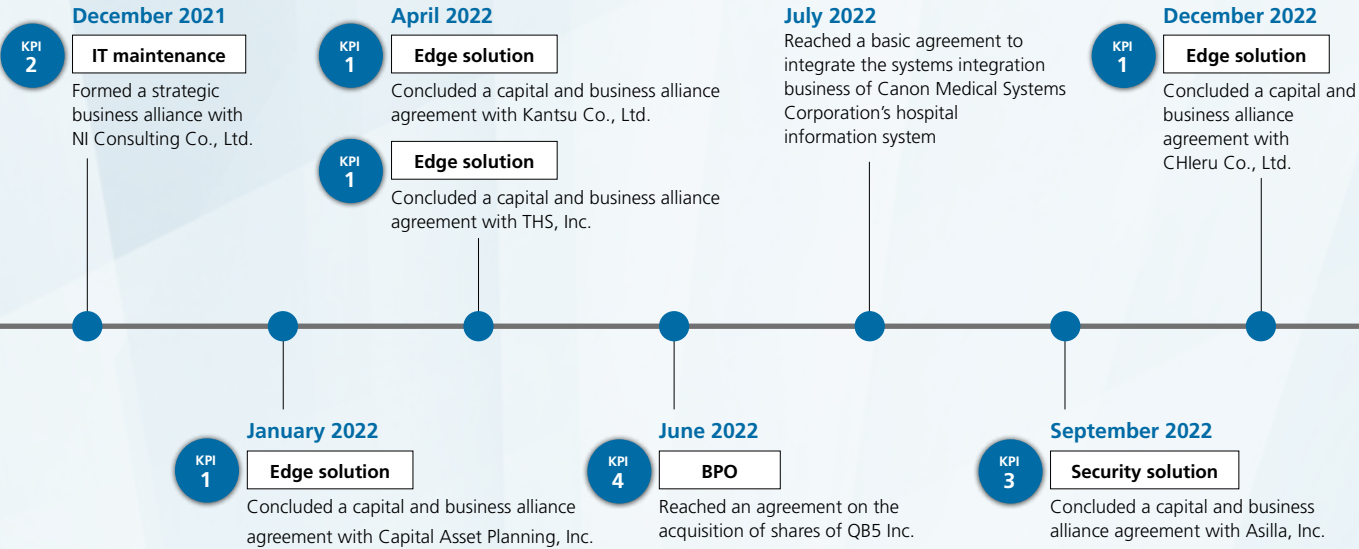 December 2021
KPI
2
IT maintenance
Formed a strategic
business alliance with
NI Consulting Co., Ltd.
April 2022
KPI
1
Edge solution
Concluded a capital and business alliance
agreement with Kantsu Co., Ltd.
KPI
1
Edge solution
Concluded a capital and business alliance
agreement with THS, Inc.
July 2022
Reached a basic agreement to
integrate the systems integration
business of Canon Medical Systems
Corporation’s hospital
information system
December 2022
KPI
1
Edge solution
Concluded a capital and
business alliance
agreement with
CHIeru Co., Ltd.
January 2022
KPI
1
Edge solution
Concluded a capital and business alliance
agreement with Capital Asset Planning, Inc.
June 2022
KPI
4
BPO
Reached an agreement on the
acquisition of shares of QB5 Inc.
September 2022
KPI
3
Security solution
Concluded a capital and business
alliance agreement with Asilla, Inc.